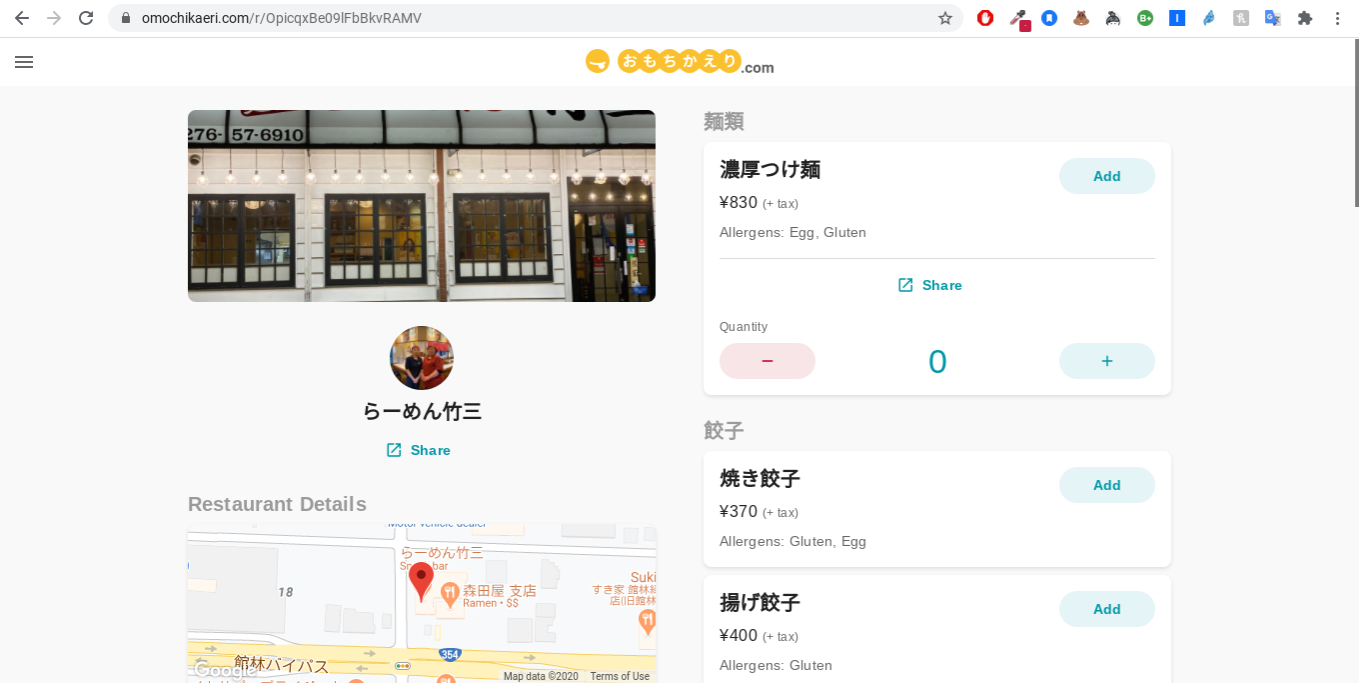 omochikaeri.com/r/OpicqxBe09lFbBkvRAMV
おもちかえり.com
276- 57-6910
らーめん竹三
Share
Restaurant Details
Motor vehicle dealer
らーめん竹三
18
森田屋 支店
Ramen • $$
Suki
すき家 館林
354
館林バイパス
Google
Map data ©2020 Terms of Use
麺類
濃厚つけ麺
Add
¥830 (+ tax)
Allergens: Egg, Gluten
Share
Quantity
−
0
+
餃子
焼き餃子
Add
¥370 (+ tax)
Allergens: Gluten, Egg
揚げ餃子
Add
¥400 (+ tax)
Allergens: Gluten